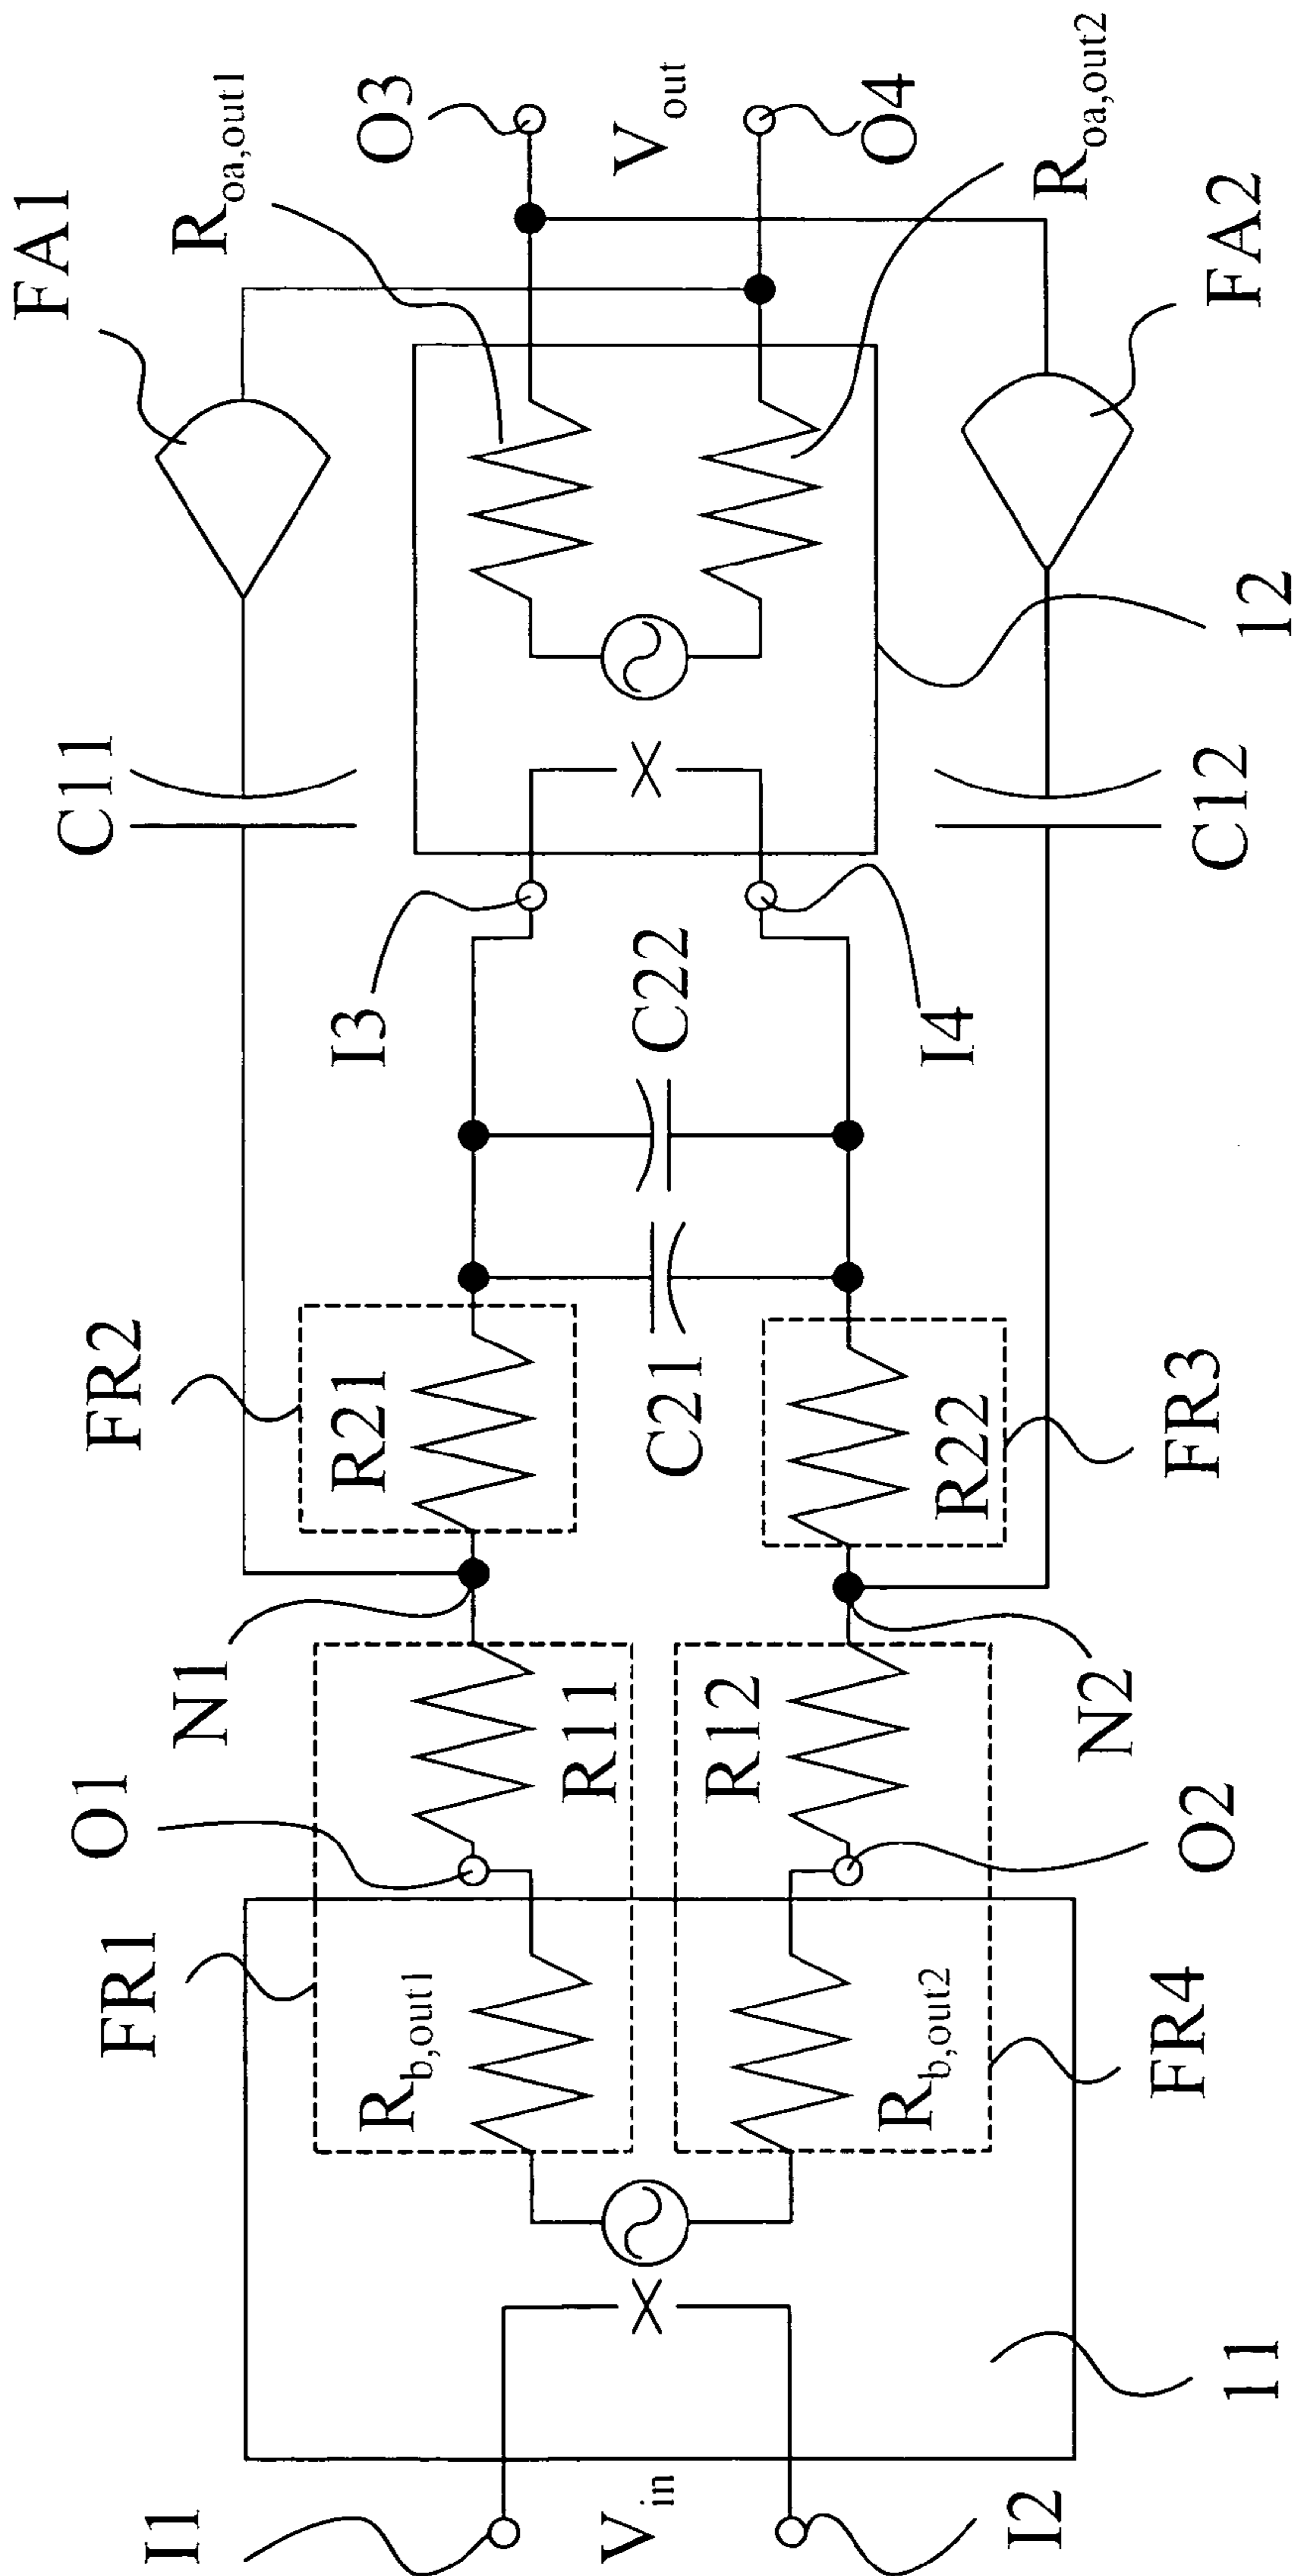 FA1
R_oa,out1
O3
V_out
O4
R_oa,out2
FA2
12
C11
C12
I3
C22
I4
FR2
R21
C21
R22
FR3
N1
R11
R12
N2
O1
O2
FR1
R_b,out1
R_b,out2
FR4
11
I1
V_in
I2